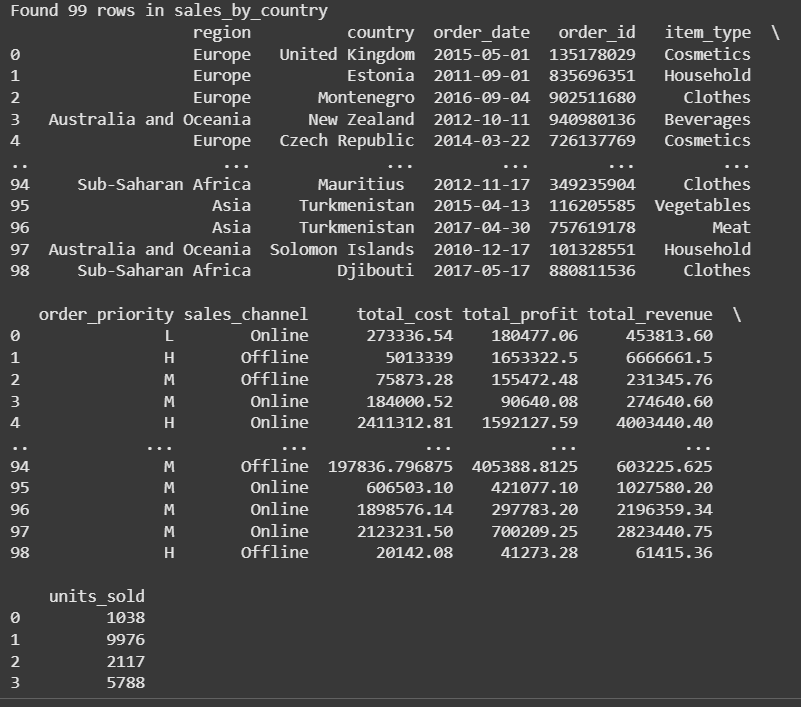 Found 99 rows in sales_by_country
region country order_date order_id item_type \
0 Europe United Kingdom 2015-05-01 135178029 Cosmetics
1 Europe Estonia 2011-09-01 835696351 Household
2 Europe Montenegro 2016-09-04 902511680 Clothes
3 Australia and Oceania New Zealand 2012-10-11 940980136 Beverages
4 Europe Czech Republic 2014-03-22 726137769 Cosmetics
.. ... ... ... ... ...
94 Sub-Saharan Africa Mauritius 2012-11-17 349235904 Clothes
95 Asia Turkmenistan 2015-04-13 116205585 Vegetables
96 Asia Turkmenistan 2017-04-30 757619178 Meat
97 Australia and Oceania Solomon Islands 2010-12-17 101328551 Household
98 Sub-Saharan Africa Djibouti 2017-05-17 880811536 Clothes
order_priority sales_channel total_cost total_profit total_revenue \
0 L Online 273336.54 180477.06 453813.60
1 H Offline 5013339 1653322.5 6666661.5
2 M Offline 75873.28 155472.48 231345.76
3 M Online 184000.52 90640.08 274640.60
4 H Online 2411312.81 1592127.59 4003440.40
.. ... ... ... ... ...
94 M Offline 197836.796875 405388.8125 603225.625
95 M Online 606503.10 421077.10 1027580.20
96 M Online 1898576.14 297783.20 2196359.34
97 M Online 2123231.50 700209.25 2823440.75
98 H Offline 20142.08 41273.28 61415.36
units_sold
0 1038
1 9976
2 2117
3 5788